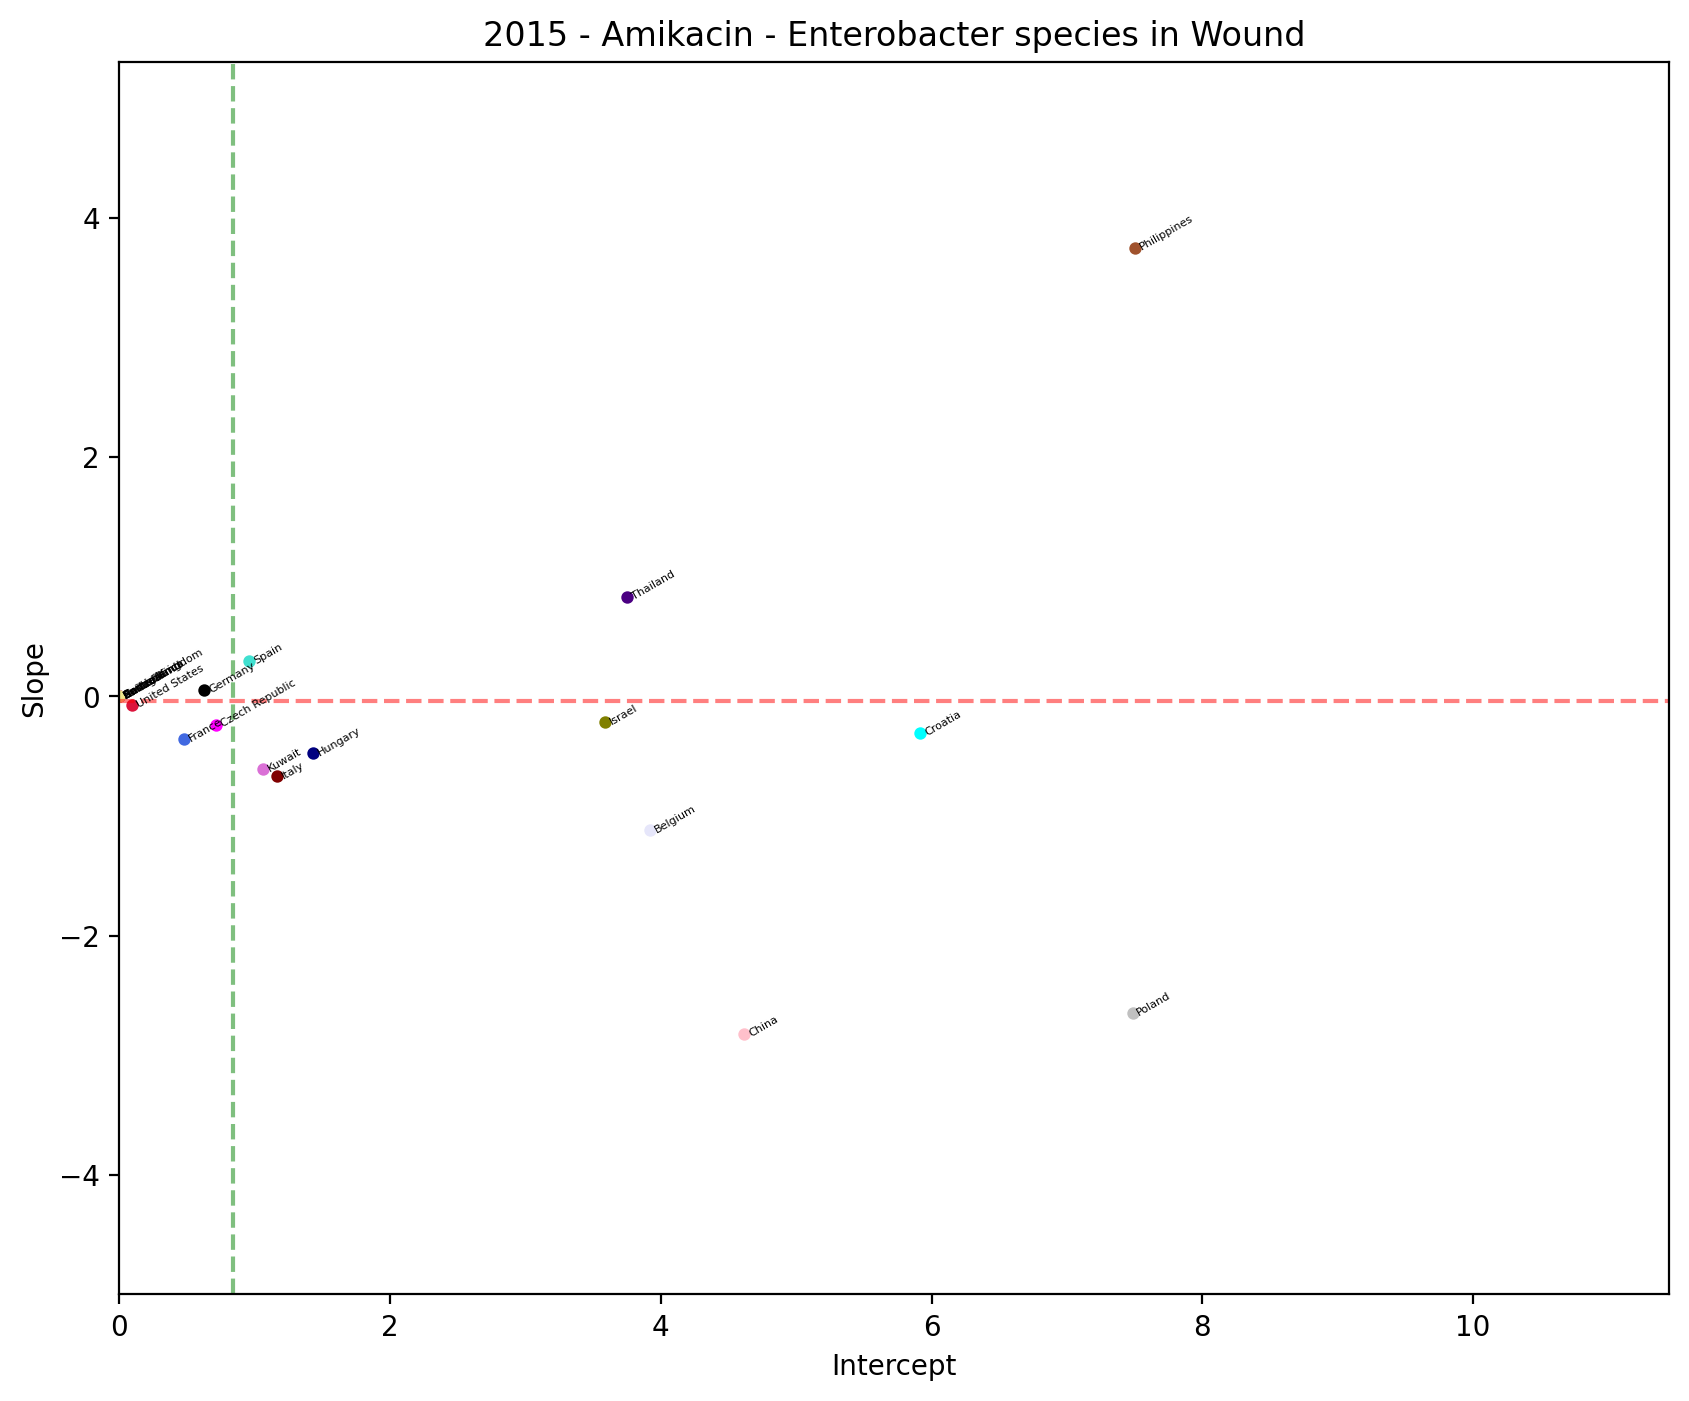 2015 - Amikacin - Enterobacter species in Wound
4
Philippines
2
Thailand
Spain
Germany
United States
0
Czech Republic
France
Israel
Croatia
Hungary
Kuwait
Italy
Belgium
−2
Poland
China
−4
Slope
0
2
4
6
8
10
Intercept